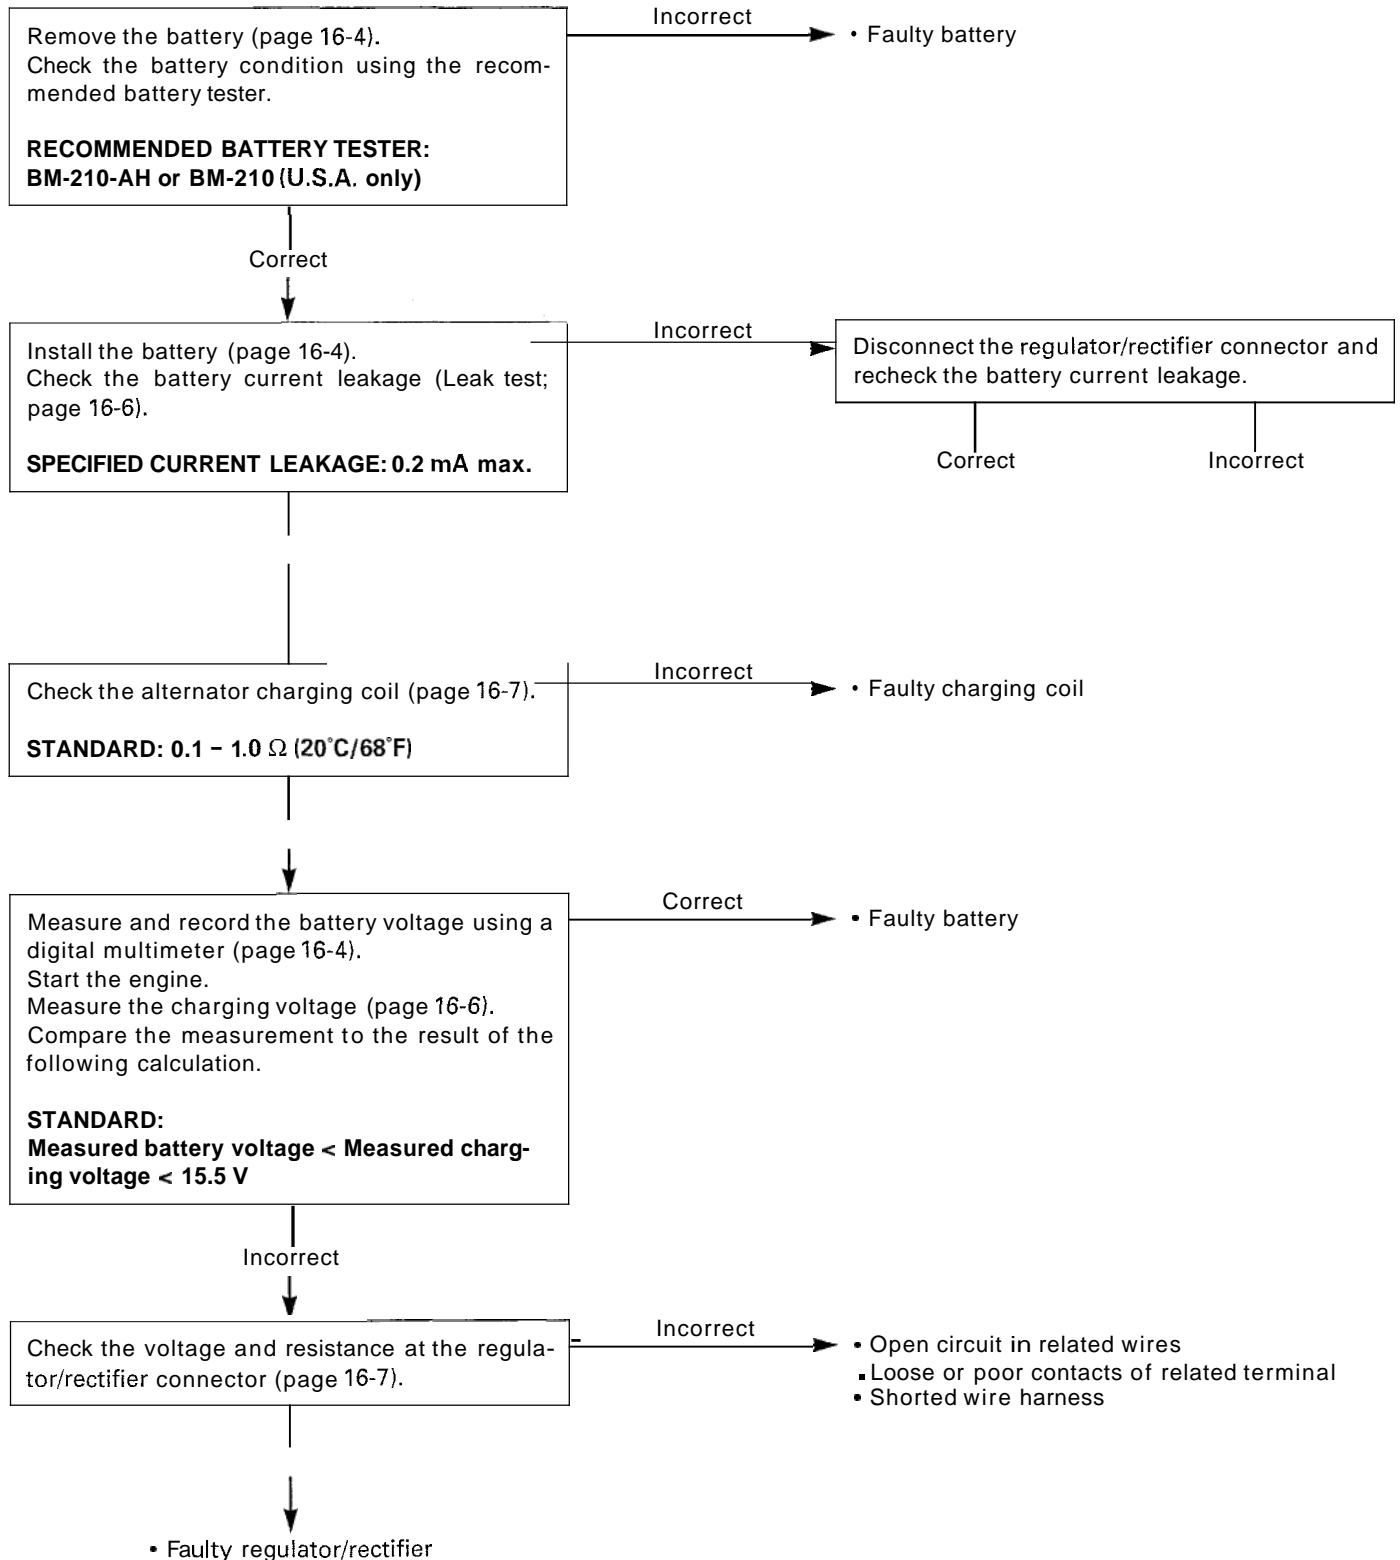 Remove the battery (page 16-4).
Check the battery condition using the recom-
mended battery tester.
RECOMMENDED BATTERY TESTER:
BM-210-AH or BM-210 (U.S.A. only)
Incorrect
• Faulty battery
Correct
Install the battery (page 16-4).
Check the battery current leakage (Leak test;
page 16-6).
SPECIFIED CURRENT LEAKAGE: 0.2 mA max.
Incorrect
Disconnect the regulator/rectifier connector and
recheck the battery current leakage.
Correct
Incorrect
Check the alternator charging coil (page 16-7).
STANDARD: 0.1 – 1.0 Ω (20°C/68°F)
Incorrect
• Faulty charging coil
Measure and record the battery voltage using a
digital multimeter (page 16-4).
Start the engine.
Measure the charging voltage (page 16-6).
Compare the measurement to the result of the
following calculation.
STANDARD:
Measured battery voltage < Measured charg-
ing voltage < 15.5 V
Correct
• Faulty battery
Incorrect
Check the voltage and resistance at the regula-
tor/rectifier connector (page 16-7).
Incorrect
• Open circuit in related wires
• Loose or poor contacts of related terminal
• Shorted wire harness
• Faulty regulator/rectifier